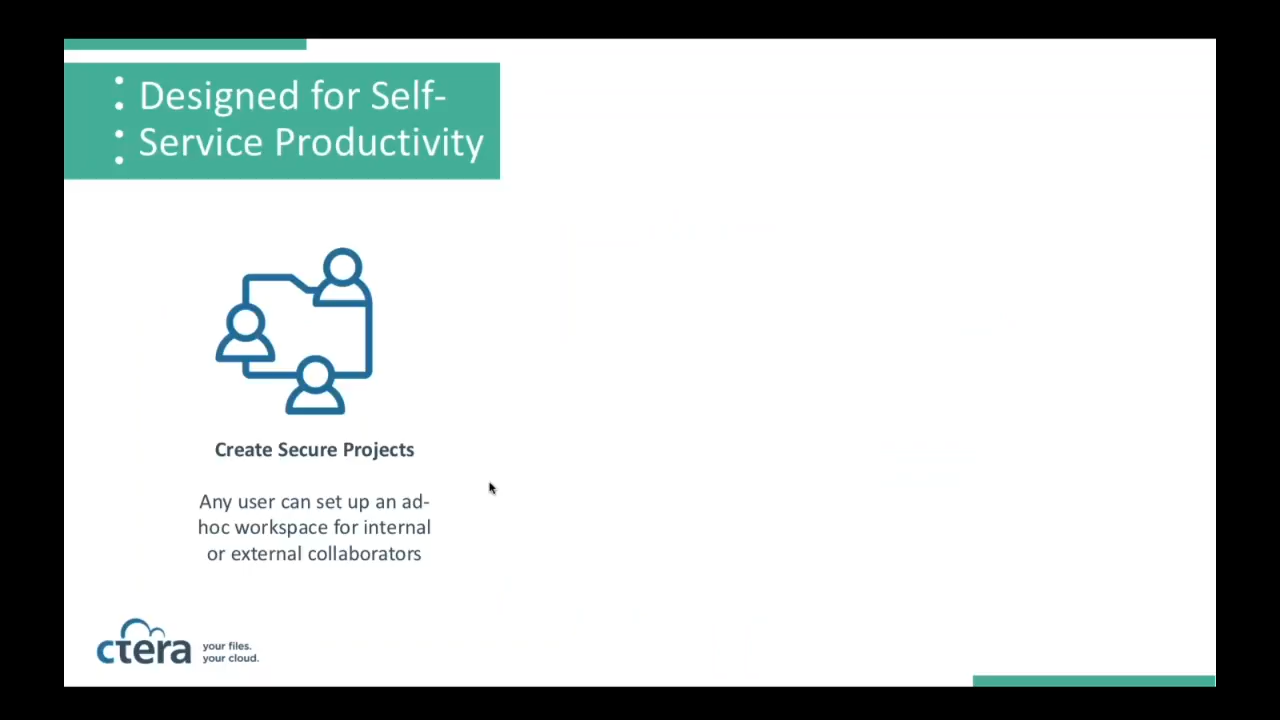 Designed for Self-
Service Productivity
Create Secure Projects
Any user can set up an ad-
hoc workspace for internal
or external collaborators
ctera
your files.
your cloud.